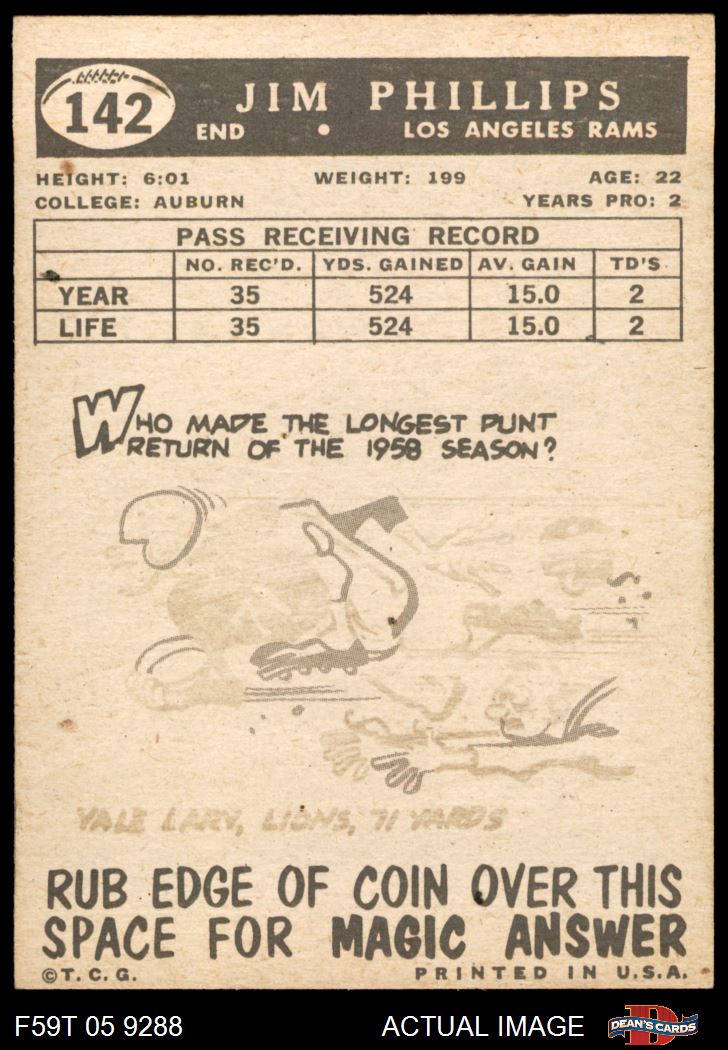 142
JIM PHILLIPS
END • LOS ANGELES RAMS
HEIGHT: 6:01 WEIGHT: 199 AGE: 22
COLLEGE: AUBURN YEARS PRO: 2
PASS RECEIVING RECORD
NO. REC'D. YDS. GAINED AV. GAIN TD'S
YEAR 35 524 15.0 2
LIFE 35 524 15.0 2
WHO MADE THE LONGEST PUNT
RETURN OF THE 1958 SEASON?
YALE LARY, LIONS, 71 YARDS
RUB EDGE OF COIN OVER THIS
SPACE FOR MAGIC ANSWER
©T.C.G. PRINTED IN U.S.A.
F59T 05 9288 ACTUAL IMAGE DEAN'S CARDS